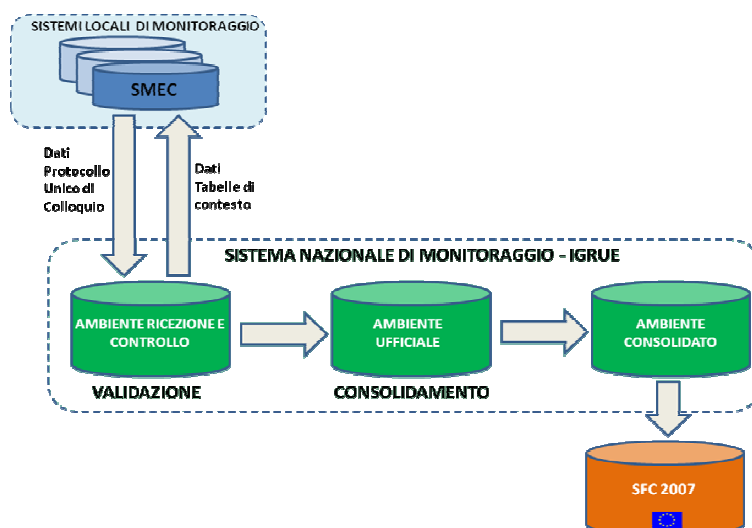 SISTEMI LOCALI DI MONITORAGGIO
SMEC
Dati
Protocollo
Unico di
Colloquio
Dati
Tabelle di
contesto
SISTEMA NAZIONALE DI MONITORAGGIO - IGRUE
AMBIENTE RICEZIONE E
CONTROLLO
AMBIENTE
UFFICIALE
AMBIENTE
CONSOLIDATO
VALIDAZIONE
CONSOLIDAMENTO
SFC 2007